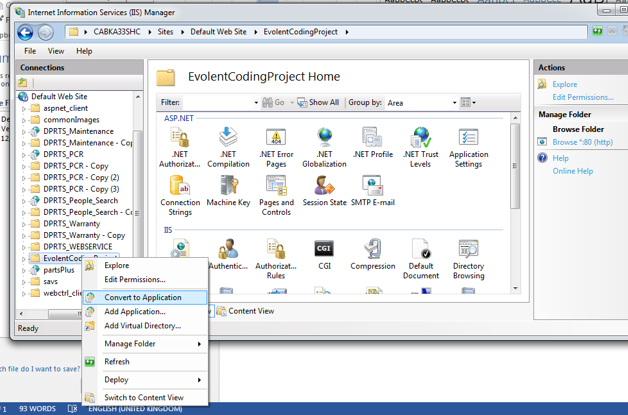 Internet Information Services (IIS) Manager
CABKA33SHC
Sites
Default Web Site
EvolentCodingProject
File View Help
Connections
Default Web Site
aspnet_client
commonImages
DPRTS_Maintenance
DPRTS_Maintenance - Cop
DPRTS_PCR
DPRTS_PCR - Copy
DPRTS_PCR - Copy (2)
DPRTS_PCR - Copy (3)
DPRTS_People_Search
DPRTS_People_Search - C
DPRTS_Warranty
DPRTS_Warranty - Copy
DPRTS_WEBSERVICE
EvolentCodingProject
partsPlus
savs
webctrl_clie
Ready
EvolentCodingProject Home
Filter: Go Show All Group by: Area
ASP.NET
.NET Authorizat...
.NET Compilation
.NET Error Pages
.NET Globalization
.NET Profile
.NET Trust Levels
Application Settings
Connection Strings
Machine Key
Pages and Controls
Session State
SMTP E-mail
IIS
Authentic...
Authorizat... Rules
CGI
Compression
Default Document
Directory Browsing
Content View
Actions
Explore
Edit Permissions...
Manage Folder
Browse Folder
Browse *:80 (http)
Help
Online Help
Explore
Edit Permissions...
Convert to Application
Add Application...
Add Virtual Directory...
Manage Folder
Refresh
Deploy
Switch to Content View
ch file do I want to save?
93 WORDS
ENGLISH (UNITED KINGDOM)